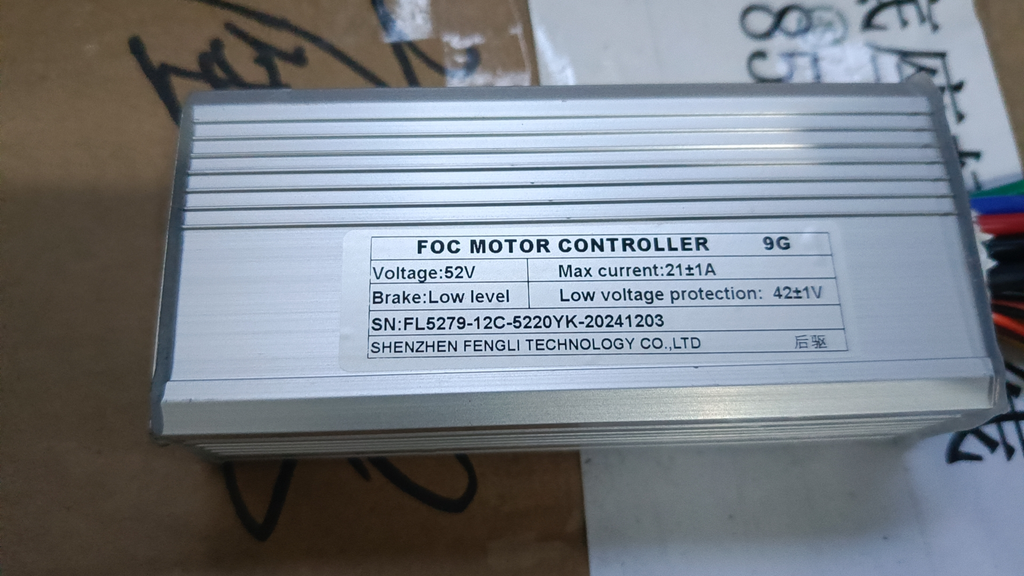 FOC MOTOR CONTROLLER 9G
Voltage:52V Max current:21±1A
Brake:Low level Low voltage protection: 42±1V
SN:FL5279-12C-5220YK-20241203
SHENZHEN FENGLI TECHNOLOGY CO.,LTD 后驱
85